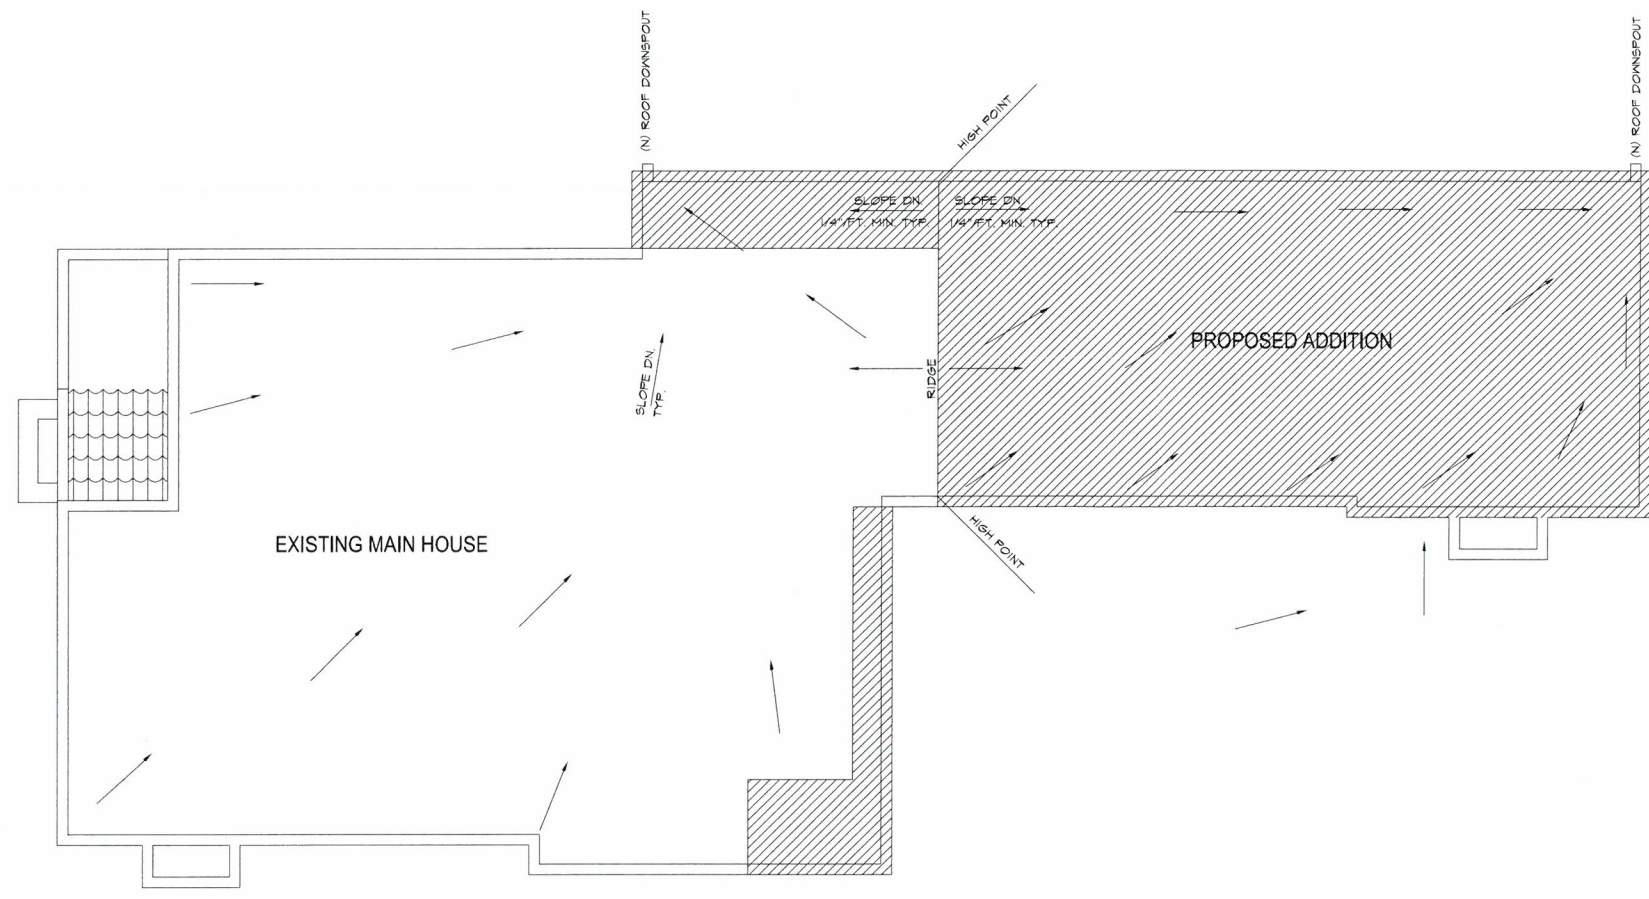 (N) ROOF DOWNSPOUT
(N) ROOF DOWNSPOUT
HIGH POINT
SLOPE DN.
1/4"/FT. MIN. TYP.
SLOPE DN.
1/4"/FT. MIN. TYP.
PROPOSED ADDITION
SLOPE DN.
TYP.
RIDGE
EXISTING MAIN HOUSE
HIGH POINT